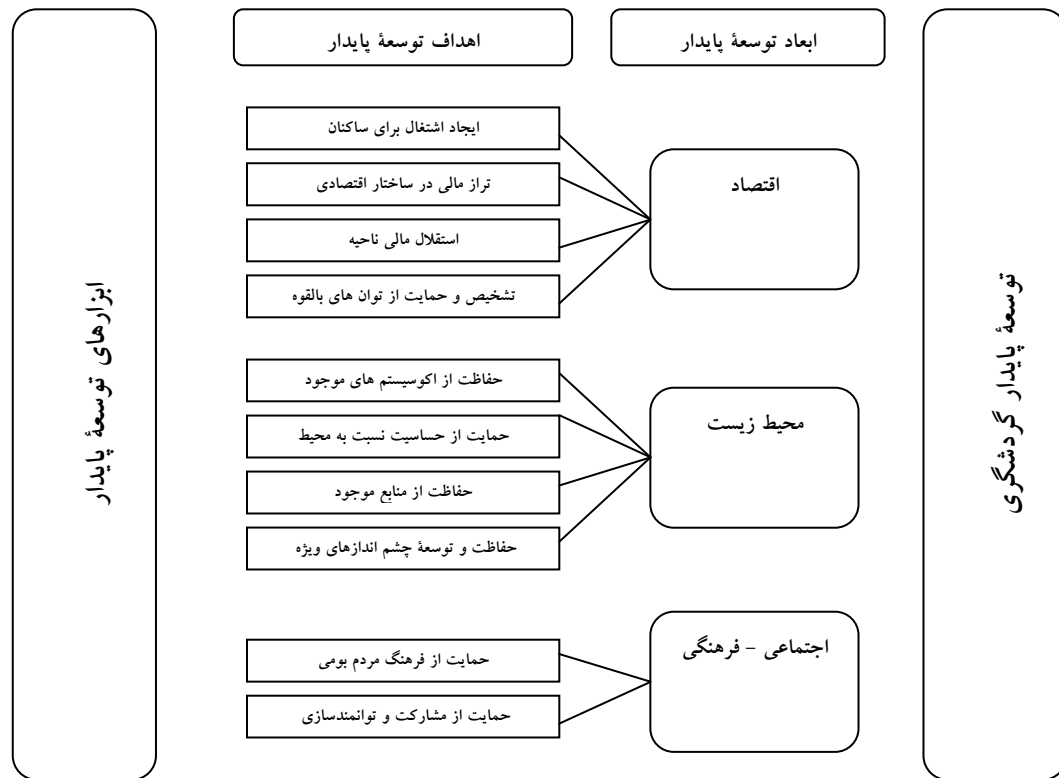 توسعهٔ پایدار گردشگری
ابعاد توسعهٔ پایدار
اهداف توسعهٔ پایدار
اقتصاد
ایجاد اشتغال برای ساکنان
تراز مالی در ساختار اقتصادی
استقلال مالی ناحیه
تشخیص و حمایت از توان های بالقوه
محیط زیست
حفاظت از اکوسیستم های موجود
حمایت از حساسیت نسبت به محیط
حفاظت از منابع موجود
حفاظت و توسعهٔ چشم اندازهای ویژه
اجتماعی - فرهنگی
حمایت از فرهنگ مردم بومی
حمایت از مشارکت و توانمندسازی
ابزارهای توسعهٔ پایدار